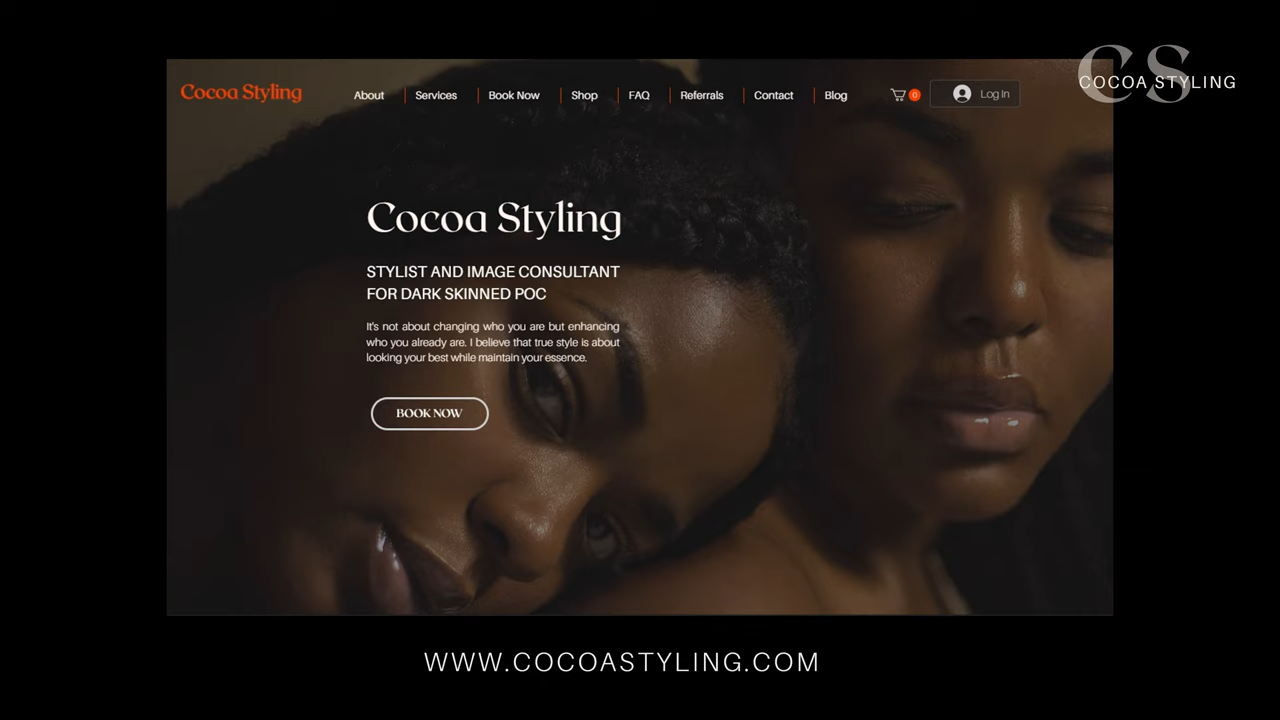 CS
COCOA STYLING
Cocoa Styling
About
Services
Book Now
Shop
FAQ
Referrals
Contact
Blog
0
Log In
Cocoa Styling
STYLIST AND IMAGE CONSULTANT
FOR DARK SKINNED POC
It's not about changing who you are but enhancing
who you already are. I believe that true style is about
looking your best while maintain your essence.
BOOK NOW
WWW.COCOASTYLING.COM